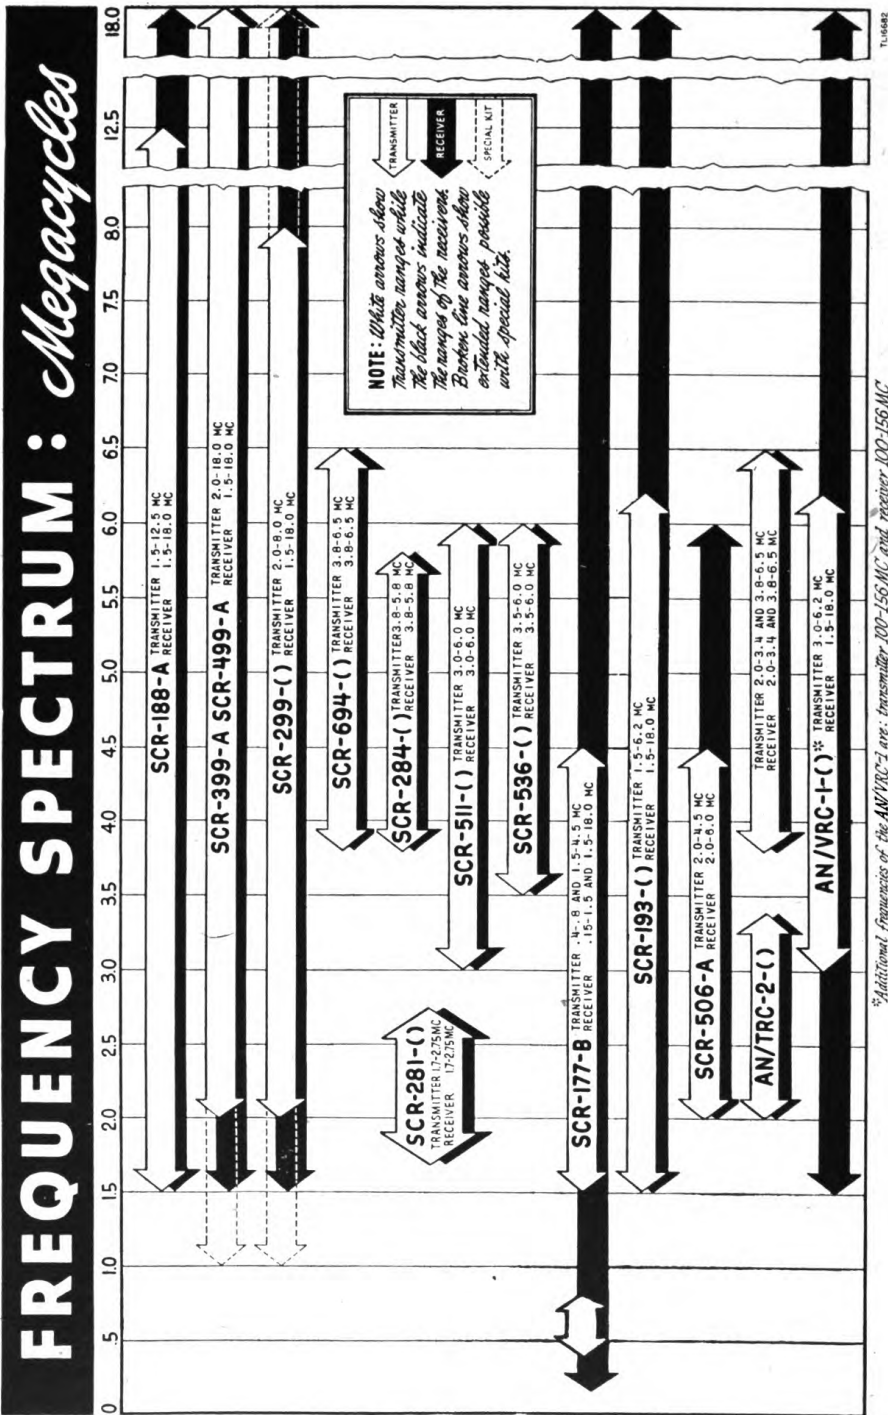 FREQUENCY SPECTRUM: Megacycles
0 .5 1.0 1.5 2.0 2.5 3.0 3.5 4.0 4.5 5.0 5.5 6.0 6.5 7.0 7.5 8.0 12.5 18.0
SCR-188-A TRANSMITTER 1.5-12.5 MC
RECEIVER 1.5-18.0 MC
SCR-399-A SCR-499-A TRANSMITTER 2.0-18.0 MC
RECEIVER 1.5-18.0 MC
SCR-299-( ) TRANSMITTER 2.0-8.0 MC
RECEIVER 1.5-18.0 MC
SCR-694-( ) TRANSMITTER 3.8-6.5 MC
RECEIVER 3.8-6.5 MC
SCR-284-( ) TRANSMITTER 3.8-5.8 MC
RECEIVER 3.8-5.8 MC
SCR-281-( )
TRANSMITTER 1.7-2.75 MC
RECEIVER 1.7-2.75 MC
SCR-511-( ) TRANSMITTER 3.0-6.0 MC
RECEIVER 3.0-6.0 MC
SCR-536-( ) TRANSMITTER 3.5-6.0 MC
RECEIVER 3.5-6.0 MC
SCR-177-B TRANSMITTER .4-.8 AND 1.5-4.5 MC
RECEIVER .15-1.5 AND 1.5-18.0 MC
SCR-193-( ) TRANSMITTER 1.5-6.2 MC
RECEIVER 1.5-18.0 MC
SCR-506-A TRANSMITTER 2.0-4.5 MC
RECEIVER 2.0-6.0 MC
AN/TRC-2-( )
TRANSMITTER 2.0-3.4 AND 3.8-6.5 MC
RECEIVER 2.0-3.4 AND 3.8-6.5 MC
AN/VRC-1-( )* TRANSMITTER 3.0-6.2 MC
RECEIVER 1.5-18.0 MC
NOTE: White arrows show
transmitter ranges while
the black arrows indicate
the ranges of the receivers.
Broken line arrows show
extended ranges possible
with special kits.
TRANSMITTER
RECEIVER
SPECIAL KIT
*Additional frequencies of the AN/VRC-1 are: transmitter 100-156 MC and receiver 100-156 MC
TL16682